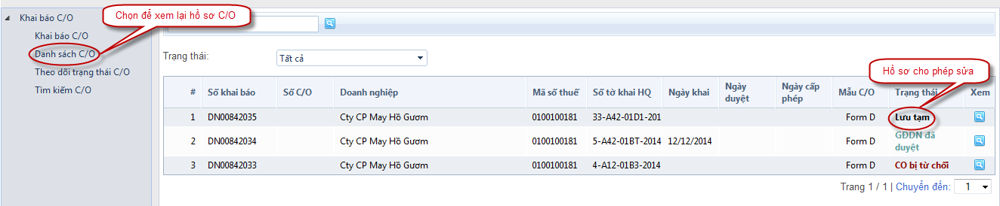 Khai báo C/O
Chọn để xem lại hồ sơ C/O
Khai báo C/O
Danh sách C/O
Theo dõi trạng thái C/O
Tìm kiếm C/O
Trạng thái: Tất cả
Hồ sơ cho phép sửa
# Số khai báo Số C/O Doanh nghiệp Mã số thuế Số tờ khai HQ Ngày khai Ngày duyệt Ngày cấp phép Mẫu C/O Trạng thái Xem
1 DN00842035 Cty CP May Hồ Gươm 0100100181 33-A42-01D1-201 Form D Lưu tạm
2 DN00842034 Cty CP May Hồ Gươm 0100100181 5-A42-01BT-2014 12/12/2014 Form D GĐDN đã duyệt
3 DN00842033 Cty CP May Hồ Gươm 0100100181 4-A12-01B3-2014 Form D CO bị từ chối
Trang 1 / 1 | Chuyển đến: 1